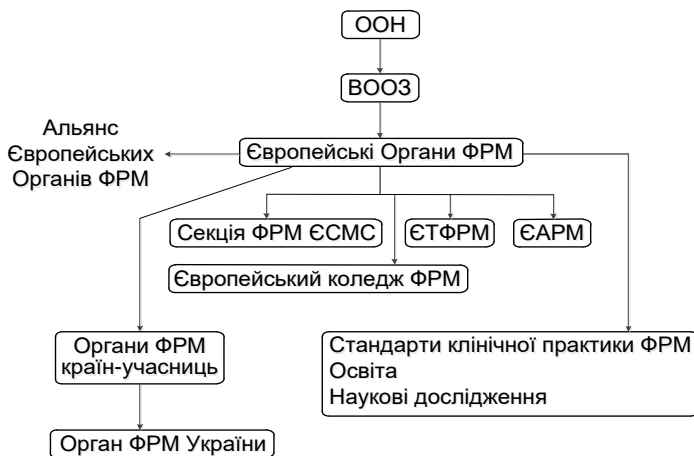 ООН
ВООЗ
Альянс
Європейських
Органів ФРМ
Європейські Органи ФРМ
Секція ФРМ ЄСМС
ЄТФРМ
ЄАРМ
Європейський коледж ФРМ
Органи ФРМ
країн-учасниць
Стандарти клінічної практики ФРМ
Освіта
Наукові дослідження
Орган ФРМ України